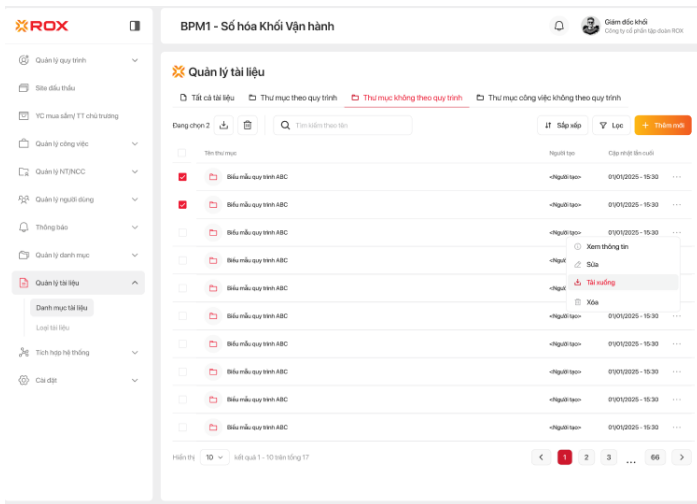 ROX
BPM1 - Số hóa Khối Vận hành
Giám đốc khối
Công ty cổ phần tập đoàn ROX
Quản lý quy trình
Site đấu thầu
YC mua sắm/ TT chủ trương
Quản lý công việc
Quản lý NT/NCC
Quản lý người dùng
Thông báo
Quản lý danh mục
Quản lý tài liệu
Danh mục tài liệu
Loại tài liệu
Tích hợp hệ thống
Cài đặt
Quản lý tài liệu
Tất cả tài liệu Thư mục theo quy trình Thư mục không theo quy trình Thư mục công việc không theo quy trình
Đang chọn 2 Tìm kiếm theo tên Sắp xếp Lọc + Thêm mới
Tên thư mục Người tạo Cập nhật lần cuối
Biểu mẫu quy trình ABC <Người tạo> 01/01/2025 - 15:30 ...
Biểu mẫu quy trình ABC <Người tạo> 01/01/2025 - 15:30 ...
Biểu mẫu quy trình ABC <Người tạo> 01/01/2025 - 15:30 ...
Xem thông tin
Biểu mẫu quy trình ABC <Người
Sửa
Biểu mẫu quy trình ABC <Người
Tải xuống
Xóa
Biểu mẫu quy trình ABC <Người tạo> 01/01/2025 - 15:30 ...
Biểu mẫu quy trình ABC <Người tạo> 01/01/2025 - 15:30 ...
Biểu mẫu quy trình ABC <Người tạo> 01/01/2025 - 15:30 ...
Biểu mẫu quy trình ABC <Người tạo> 01/01/2025 - 15:30 ...
Biểu mẫu quy trình ABC <Người tạo> 01/01/2025 - 15:30 ...
Hiển thị 10 kết quả 1 - 10 trên tổng 17 < 1 2 3 ... 66 >